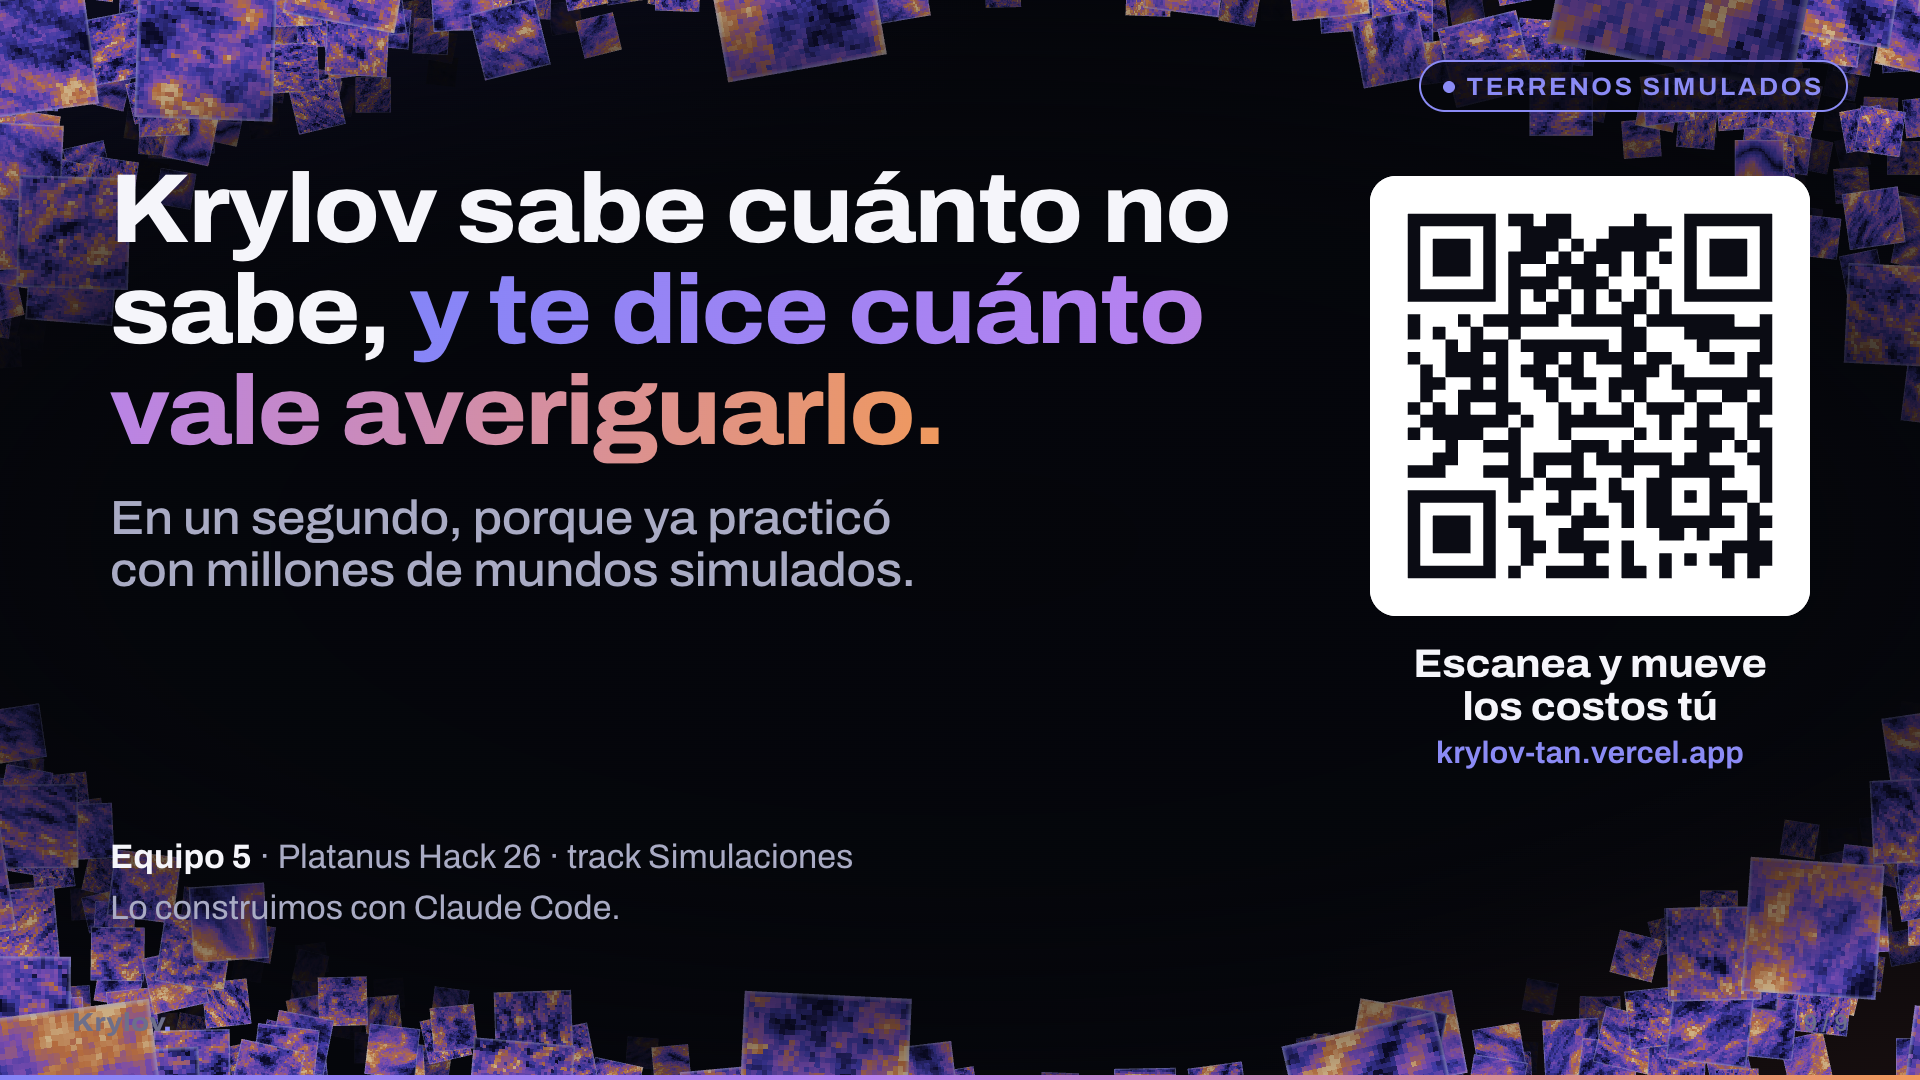 TERRENOS SIMULADOS
Krylov sabe cuánto no
sabe, y te dice cuánto
vale averiguarlo.
En un segundo, porque ya practicó
con millones de mundos simulados.
Escanea y mueve
los costos tú
krylov-tan.vercel.app
Equipo 5 · Platanus Hack 26 · track Simulaciones
Lo construimos con Claude Code.
Krylov.